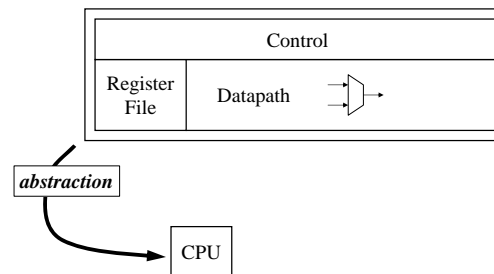 Control
Register
File
Datapath
abstraction
CPU